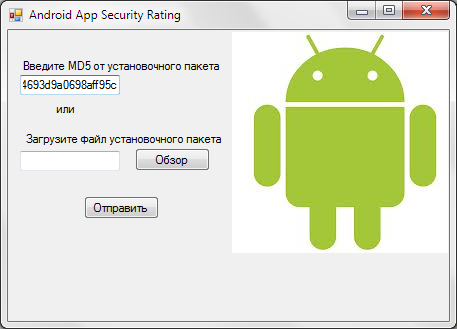 Android App Security Rating
Введите MD5 от установочного пакета
4693d9a0698aff95c
или
Загрузите файл установочного пакета
Обзор
Отправить